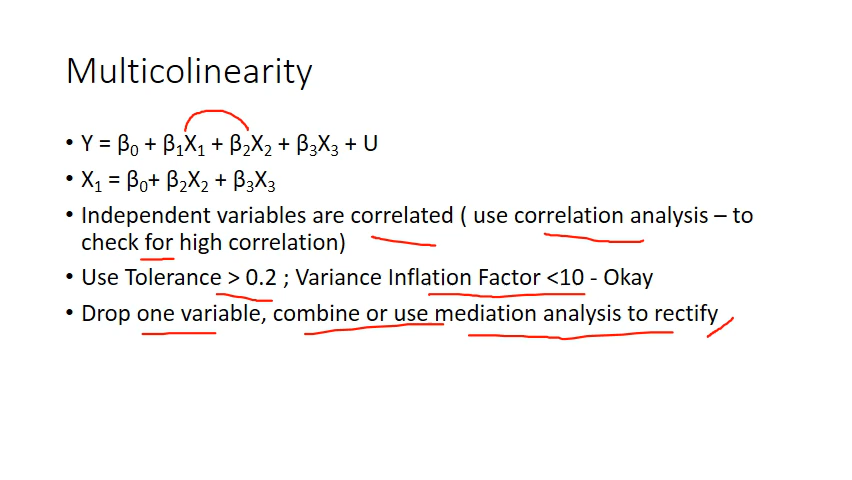 Multicolinearity
• Y = β₀ + β₁X₁ + β₂X₂ + β₃X₃ + U
• X₁ = β₀+ β₂X₂ + β₃X₃
• Independent variables are correlated ( use correlation analysis – to
check for high correlation)
• Use Tolerance > 0.2 ; Variance Inflation Factor <10 - Okay
• Drop one variable, combine or use mediation analysis to rectify